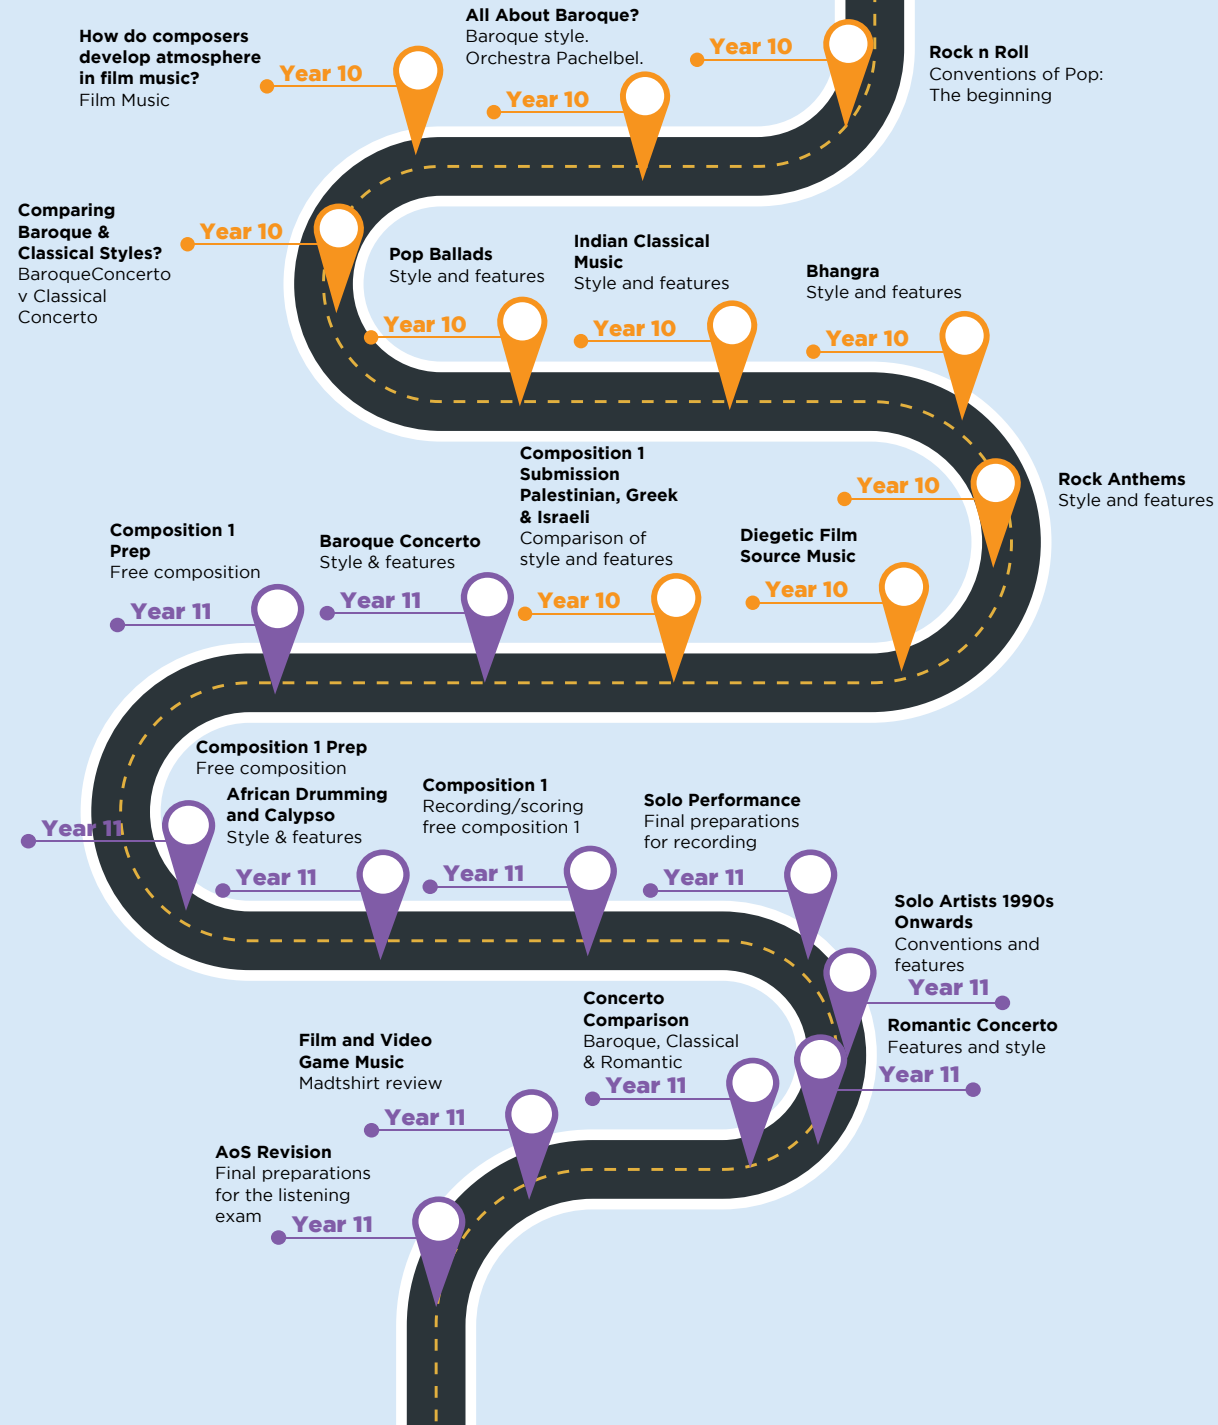 All About Baroque?
Baroque style.
Orchestra Pachelbel.
Year 10
How do composers
develop atmosphere
in film music?
Film Music
Year 10
Year 10
Rock n Roll
Conventions of Pop:
The beginning
Year 10
Comparing
Baroque &
Classical Styles?
BaroqueConcerto
v Classical
Concerto
Year 10
Pop Ballads
Style and features
Year 10
Indian Classical
Music
Style and features
Year 10
Bhangra
Style and features
Year 10
Rock Anthems
Style and features
Year 10
Diegetic Film
Source Music
Year 10
Composition 1
Submission
Palestinian, Greek
& Israeli
Comparison of
style and features
Year 10
Baroque Concerto
Style & features
Year 11
Composition 1
Prep
Free composition
Year 11
Composition 1 Prep
Free composition
Year 11
African Drumming
and Calypso
Style & features
Year 11
Composition 1
Recording/scoring
free composition 1
Year 11
Solo Performance
Final preparations
for recording
Year 11
Solo Artists 1990s
Onwards
Conventions and
features
Year 11
Romantic Concerto
Features and style
Year 11
Concerto
Comparison
Baroque, Classical
& Romantic
Year 11
Film and Video
Game Music
Madtshirt review
Year 11
AoS Revision
Final preparations
for the listening
exam